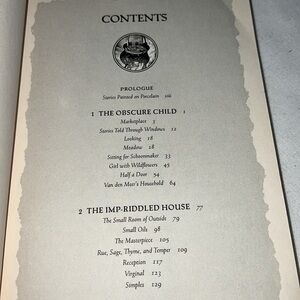 CONTENTS
PROLOGUE
Stories Painted on Porcelain viii
1 THE OBSCURE CHILD 1
Marketplace 3
Stories Told Through Windows 12
Looking 18
Meadow 28
Sitting for Schoonmaker 33
Girl with Wildflowers 45
Half a Door 54
Van den Meer's Household 64
2 THE IMP-RIDDLED HOUSE 77
The Small Room of Outside 79
Small Oils 98
The Masterpiece 105
Rue, Sage, Thyme, and Temper 109
Reception 117
Virginal 123
Simples 129